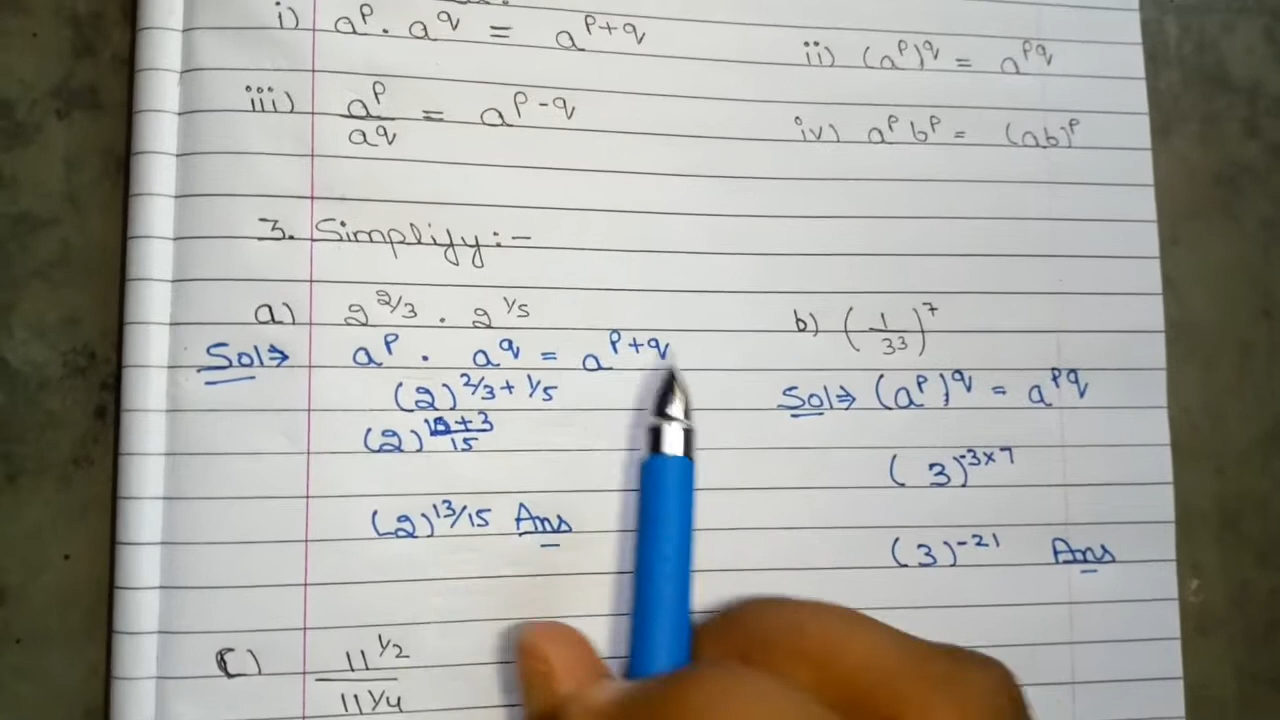 i) a^p . a^q = a^(p+q) ii) (a^p)^q = a^(pq)
iii) a^p/a^q = a^(p-q) iv) a^p b^p = (ab)^p
3. Simplify:-
a) 2^(2/3) . 2^(1/5) b) (1/3^3)^7
Sol⇒ a^p . a^q = a^(p+q)
(2)^(2/3 + 1/5)
(2)^(10+3/15)
(2)^(13/15) Ans
Sol⇒ (a^p)^q = a^(pq)
(3)^(-3×7)
(3)^(-21) Ans
C) 11^(1/2)/11^(1/4)